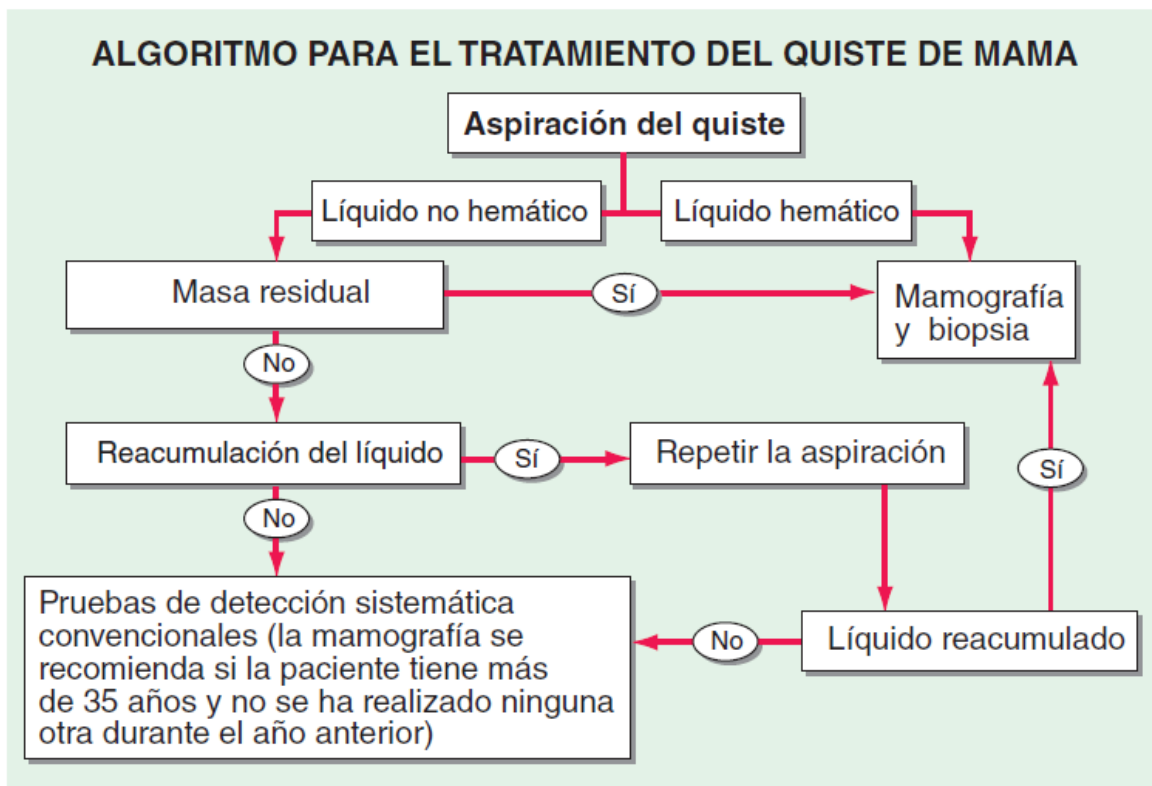 ALGORITMO PARA EL TRATAMIENTO DEL QUISTE DE MAMA
Aspiración del quiste
Líquido no hemático
Líquido hemático
Masa residual
Sí
Mamografía
y biopsia
No
Reacumulación del líquido
Sí
Repetir la aspiración
Sí
No
Pruebas de detección sistemática
convencionales (la mamografía se
recomienda si la paciente tiene más
de 35 años y no se ha realizado ninguna
otra durante el año anterior)
No
Líquido reacumulado